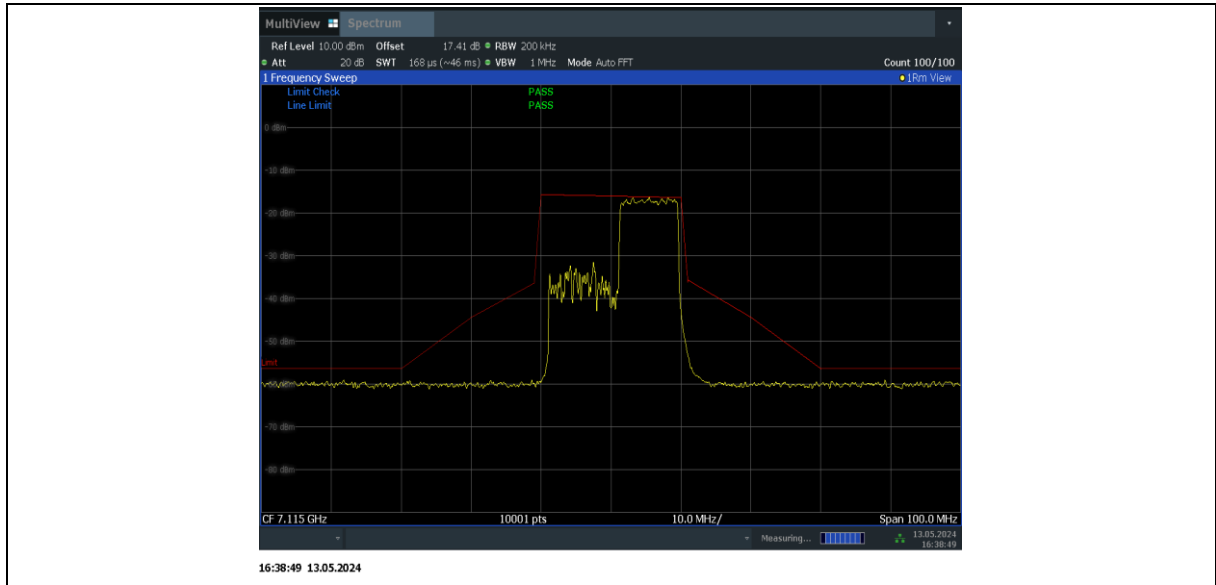 MultiView Spectrum
Ref Level 10.00 dBm Offset 17.41 dB RBW 200 kHz
Att 20 dB SWT 168 µs (~46 ms) VBW 1 MHz Mode Auto FFT Count 100/100
1 Frequency Sweep 1Rm View
Limit Check PASS
Line Limit PASS
0 dBm
-10 dBm
-20 dBm
-30 dBm
-40 dBm
-50 dBm
Limit
-70 dBm
-80 dBm
CF 7.115 GHz 10001 pts 10.0 MHz/ Span 100.0 MHz
Measuring... 13.05.2024
16:38:49
16:38:49 13.05.2024